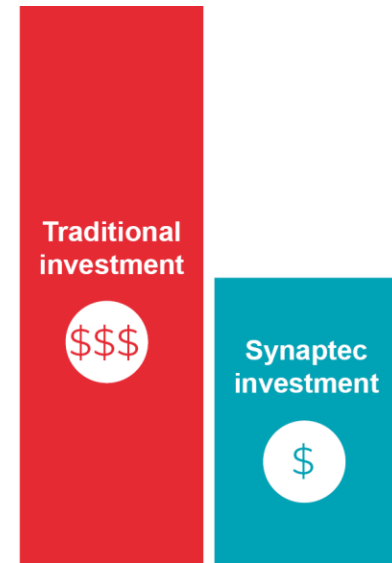 Traditional
investment
$$$
Synaptec
investment
$